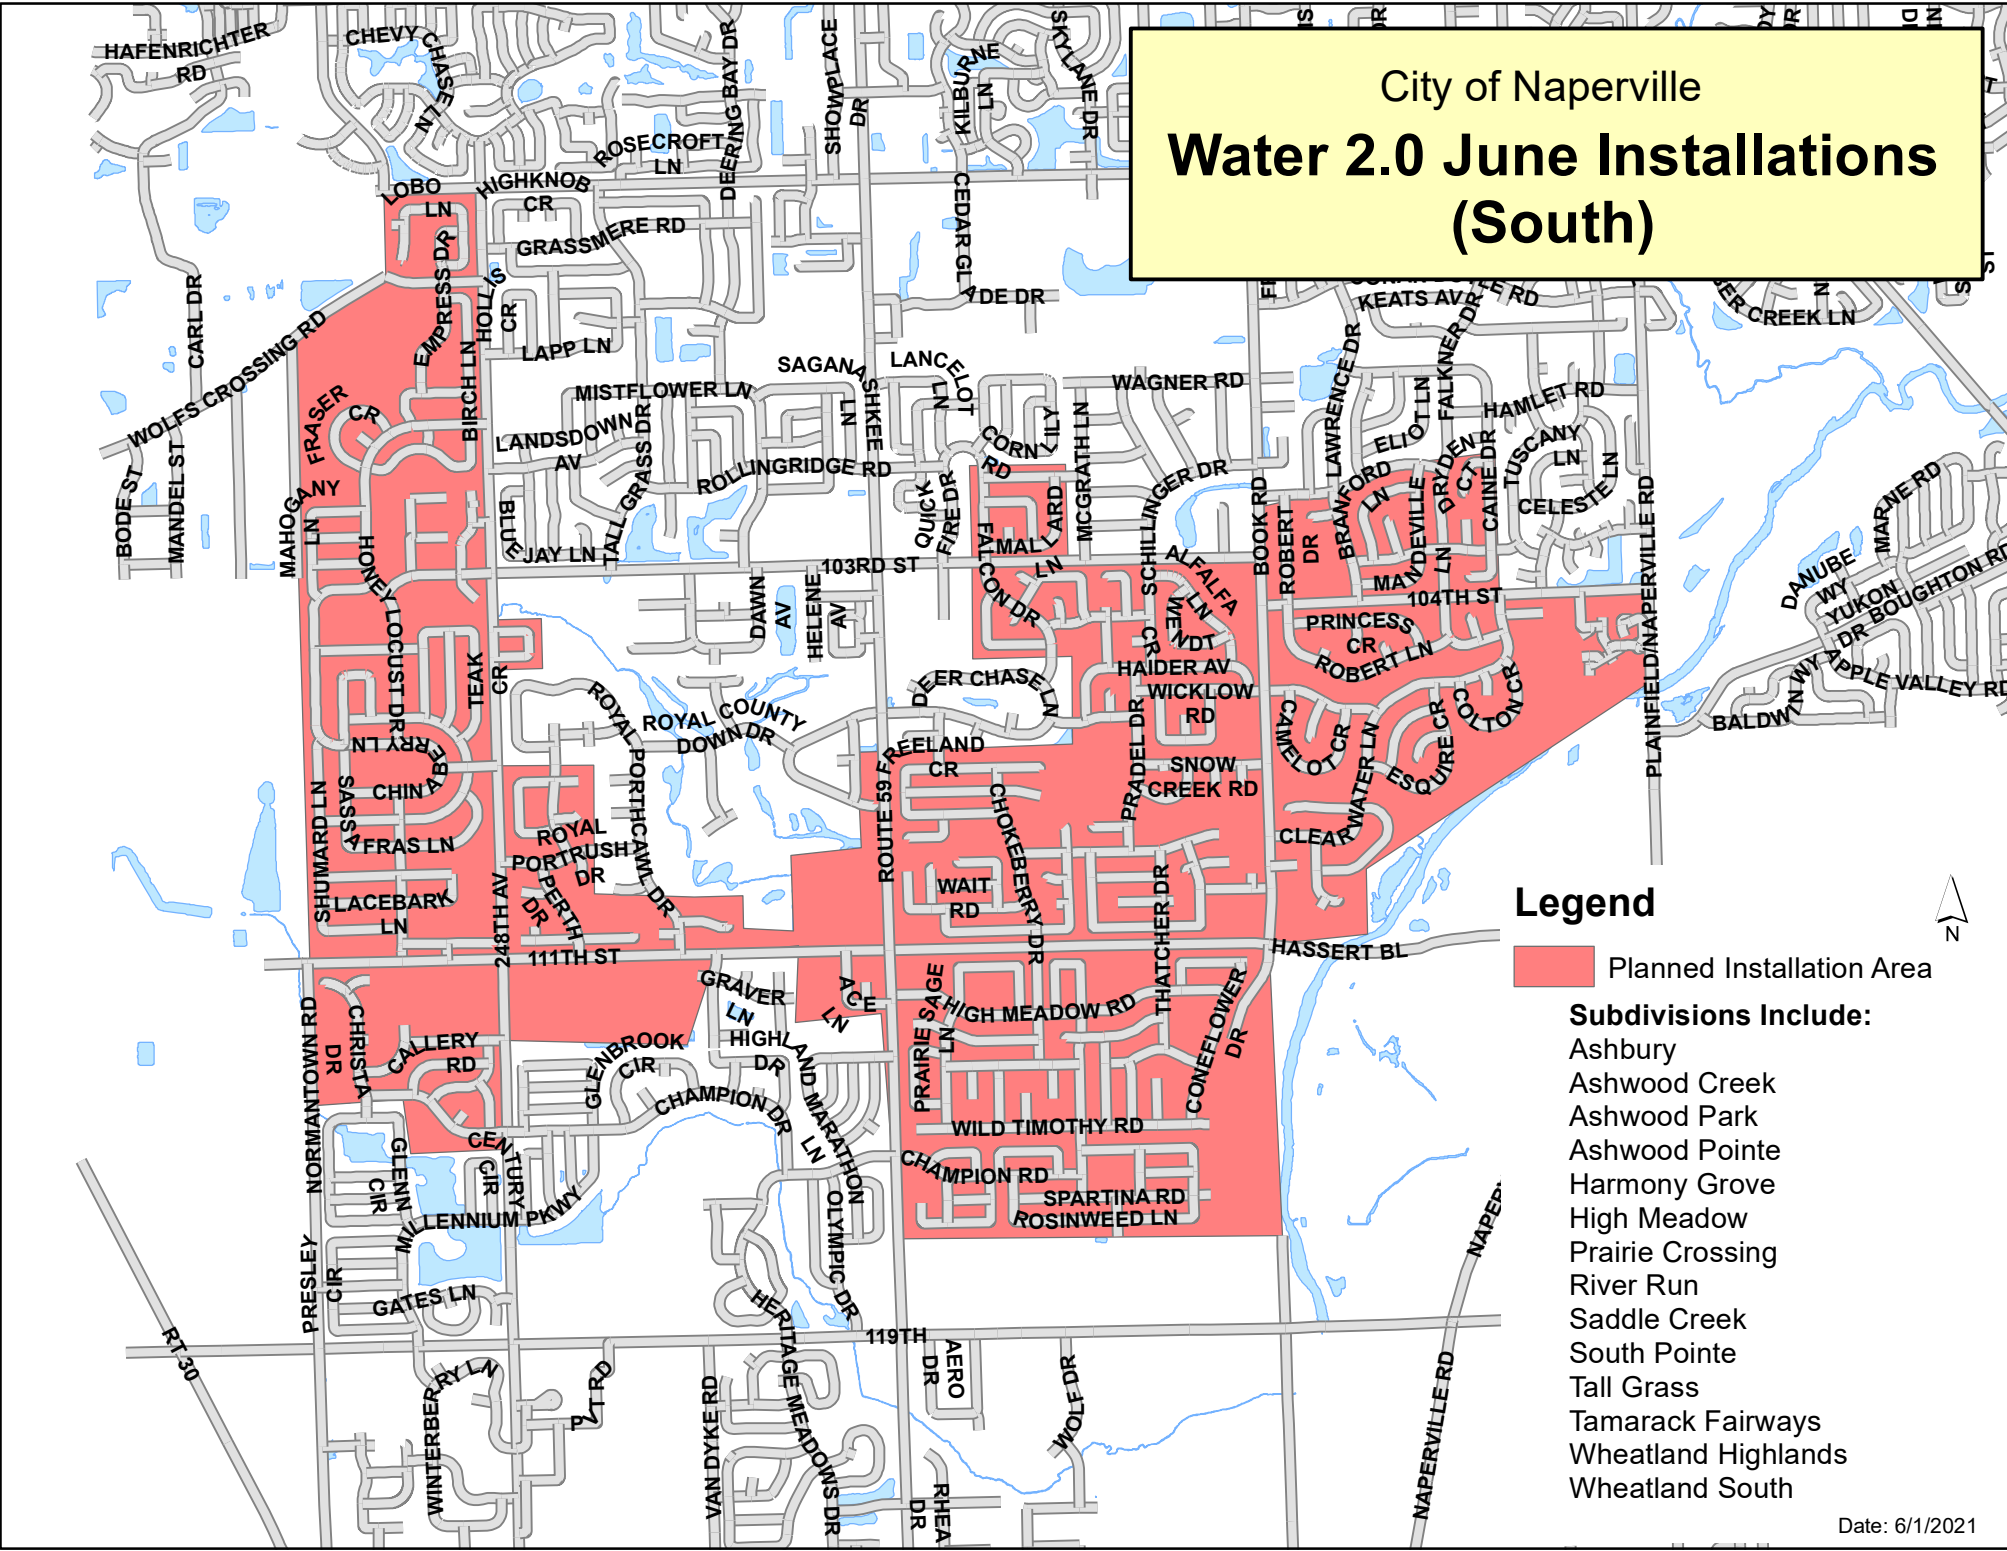 City of Naperville
Water 2.0 June Installations
(South)
HAFENRICHTER
RD
CHEVY CHASE LN
DEERING BAY DR
SHOWPLACE
DR
KILLBURNE
LN
SKYLANE DR
ROSECROFT
LN
LOBO
LN
HIGHKNOB
CR
GRASSMERE RD
CEDAR GLADE DR
CARL DR
EMPRESS DR
HOLLIS
CR
WOLFS CROSSING RD
LAPP LN
BIRCH LN
KEATS AV
FALKNER DR
LAWRENCE DR
SAGANASHKEE
LN
LANCELOT
LN
WAGNER RD
MISTFLOWER LN
FRASER
CR
LANDSDOWN
AV
TALL GRASS DR
ROLLINGRIDGE RD
CORN LILY
RD
MCGRATH LN
SCHILLINGER DR
ELIOT LN
HAMLET RD
TUSCANY
LN
CELESTE LN
BRANFORD
LN
DRYDEN
CT
CAINE DR
MANDEVILLE
LN
BODE ST
MANDEL ST
MAHOGANY
LN
BLUE JAY LN
QUICK
FIRE DR
MALLARD
LN
FALCON DR
BOOK RD
ROBERT
DR
103RD ST
104TH ST
ALFALFA
LN
WENDT
CR
HONEY LOCUST DR
DAWN
AV
HELENE
AV
PRINCESS
CR
ROBERT LN
HAIDER AV
WICKLOW
RD
DEER CHASE LN
TEAK
CR
ROYAL COUNTY
DOWN DR
ROYAL PORTHCAWL DR
CAMELOT CR
COLTON CR
ESQUIRE CR
CLEARWATER LN
PLAINFIELD/NAPERVILLE RD
MARNE RD
DANUBE
WY
YUKON
DR
BOUGHTON RD
APPLE VALLEY RD
BALDWIN WY
CREEK LN
FREELAND
CR
SNOW
CREEK RD
PRADEL DR
CHOKEBERRY DR
BERRY LN
CHINABERRY LN
SASSAFRAS LN
SHUMARD LN
LACEBARK
LN
ROYAL
PORTRUSH
DR
PERTH
DR
ROUTE 59
WAIT
RD
THATCHER DR
248TH AV
111TH ST
HASSERT BL
GRAVER
LN
ACE
LN
PRAIRIE SAGE
LN
HIGH MEADOW RD
CONEFLOWER
DR
NORMANTOWN RD
CHRISTA
DR
CALLERY
RD
GLENBROOK
CIR
HIGHLAND
DR
CHAMPION DR
MARATHON
LN
WILD TIMOTHY RD
CHAMPION RD
SPARTINA RD
ROSINWEED LN
CENTURY
CIR
GLENN
CIR
MILLENNIUM PKWY
OLYMPIC DR
PRESLEY
CIR
GATES LN
HERITAGE MEADOWS DR
119TH
AERO
DR
WOLF DR
RT 30
WINTERBERRY LN
PVT RD
VAN DYKE RD
RHEA
DR
NAPERVILLE RD
Legend
N
Planned Installation Area
Subdivisions Include:
Ashbury
Ashwood Creek
Ashwood Park
Ashwood Pointe
Harmony Grove
High Meadow
Prairie Crossing
River Run
Saddle Creek
South Pointe
Tall Grass
Tamarack Fairways
Wheatland Highlands
Wheatland South
Date: 6/1/2021